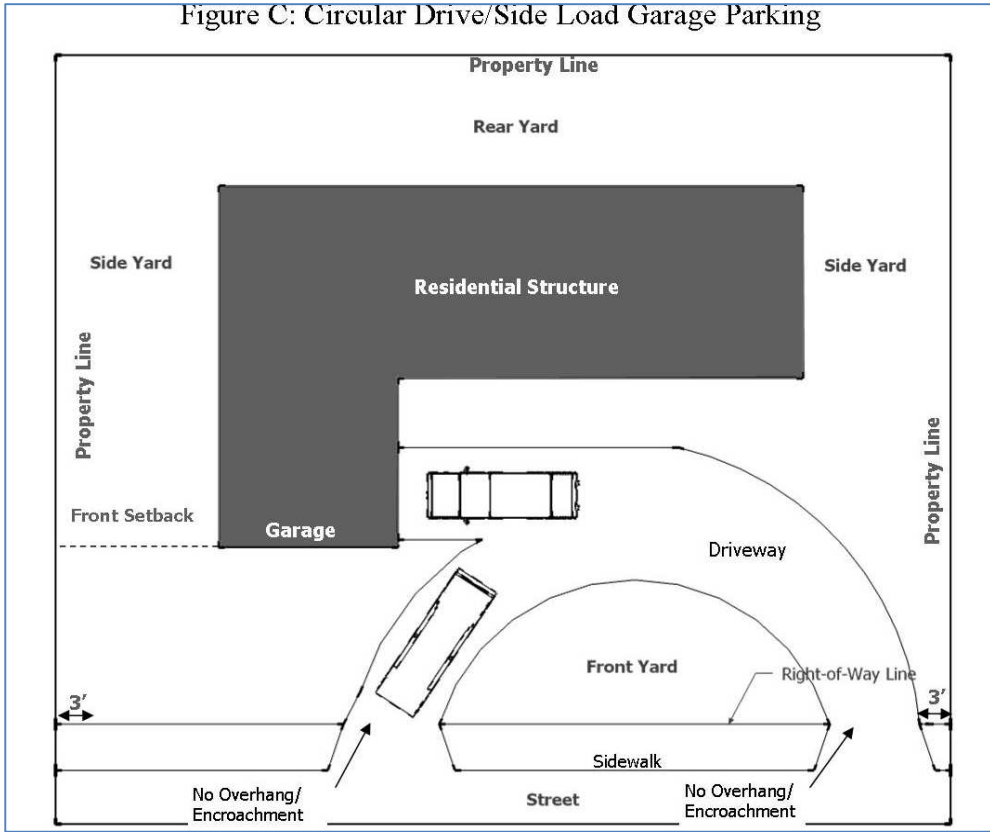 Figure C: Circular Drive/Side Load Garage Parking
Property Line
Rear Yard
Side Yard
Side Yard
Residential Structure
Property Line
Property Line
Front Setback
Garage
Driveway
Front Yard
Right-of-Way Line
3'
3'
Sidewalk
No Overhang/
Encroachment
Street
No Overhang/
Encroachment